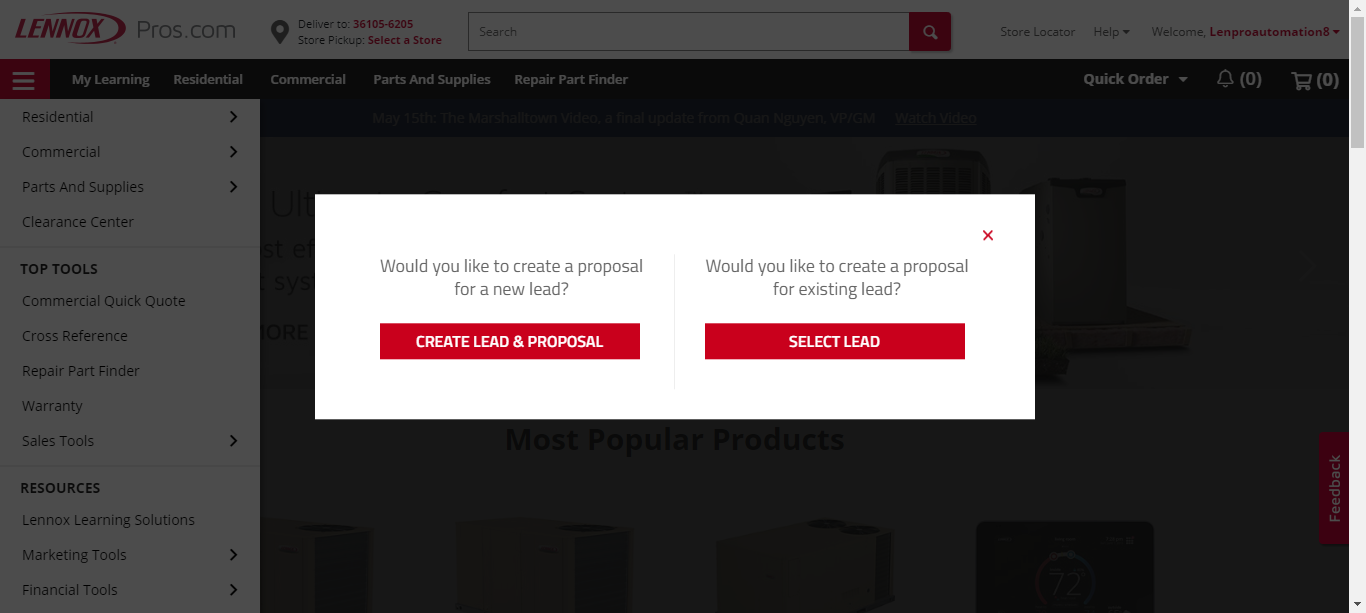 LENNOX Pros.com
Deliver to: 36105-6205
Store Pickup: Select a Store
Search
Store Locator
Help
Welcome, Lenproautomation8
My Learning
Residential
Commercial
Parts And Supplies
Repair Part Finder
Quick Order
(0)
(0)
May 15th: The Marshalltown Video, a final update from Quan Nguyen, VP/GM Watch Video
Residential
Commercial
Parts And Supplies
Clearance Center
TOP TOOLS
Commercial Quick Quote
Cross Reference
Repair Part Finder
Warranty
Sales Tools
RESOURCES
Lennox Learning Solutions
Marketing Tools
Financial Tools
Would you like to create a proposal
for a new lead?
CREATE LEAD & PROPOSAL
Would you like to create a proposal
for existing lead?
SELECT LEAD
Most Popular Products
72
Feedback